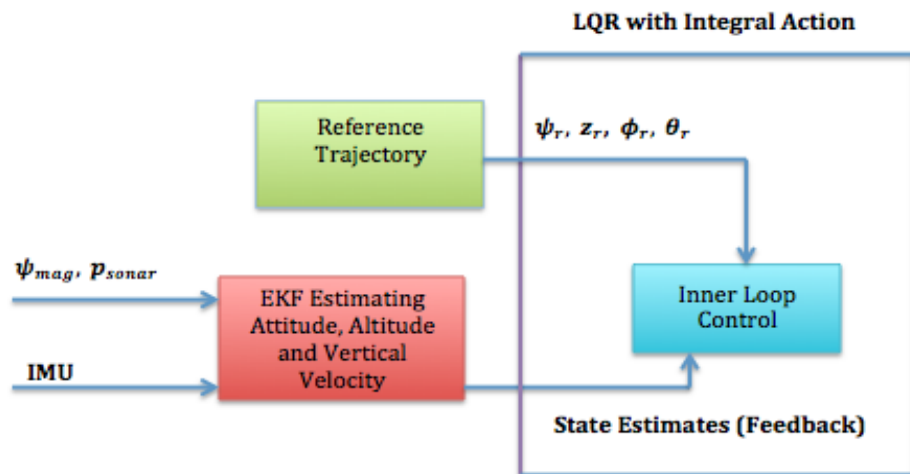 LQR with Integral Action
Reference
Trajectory
ψr, zr, ϕr, θr
ψmag, psonar
EKF Estimating
Attitude, Altitude
and Vertical
Velocity
Inner Loop
Control
IMU
State Estimates (Feedback)